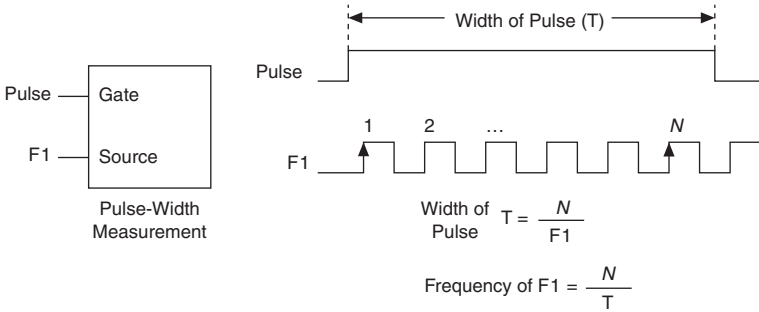 Width of Pulse (T)
Pulse
Pulse
Gate
1 2 ... N
F1
Source
F1
Pulse-Width
Measurement
Width of
Pulse
T = N / F1
Frequency of F1 = N / T